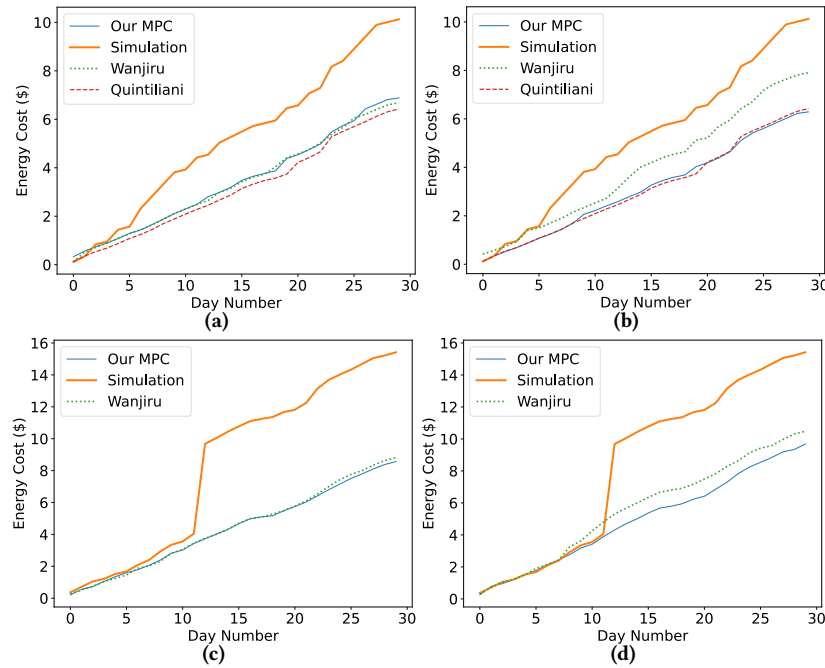 Our MPC
Simulation
Wanjiru
Quintiliani
Energy Cost ($)
10
8
6
4
2
0
0 5 10 15 20 25 30
Day Number
(a)
Our MPC
Simulation
Wanjiru
Quintiliani
Energy Cost ($)
10
8
6
4
2
0
0 5 10 15 20 25 30
Day Number
(b)
Our MPC
Simulation
Wanjiru
Energy Cost ($)
16
14
12
10
8
6
4
2
0
0 5 10 15 20 25 30
Day Number
(c)
Our MPC
Simulation
Wanjiru
Energy Cost ($)
16
14
12
10
8
6
4
2
0
0 5 10 15 20 25 30
Day Number
(d)